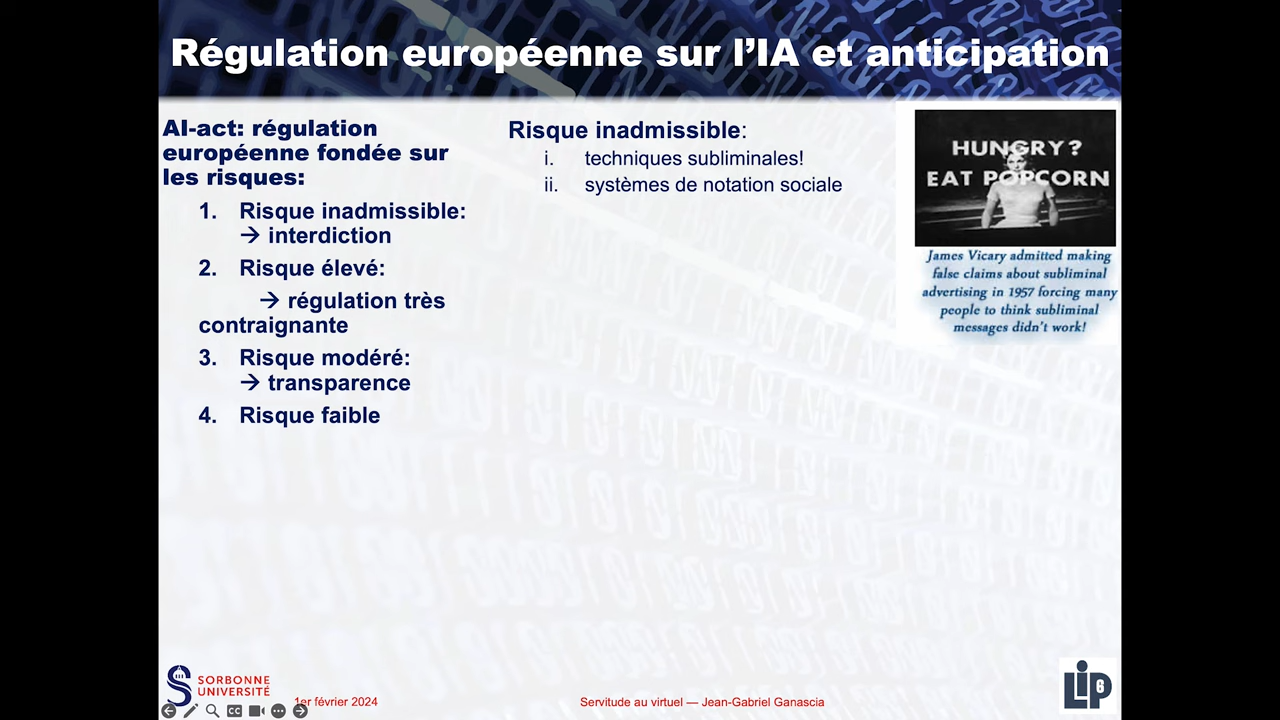 Régulation européenne sur l’IA et anticipation
AI-act: régulation
européenne fondée sur
les risques:
1. Risque inadmissible:
→ interdiction
2. Risque élevé:
→ régulation très
contraignante
3. Risque modéré:
→ transparence
4. Risque faible
Risque inadmissible:
i. techniques subliminales!
ii. systèmes de notation sociale
HUNGRY?
EAT POPCORN
James Vicary admitted making
false claims about subliminal
advertising in 1957 forcing many
people to think subliminal
messages didn't work!
SORBONNE
UNIVERSITÉ
1er février 2024
Servitude au virtuel — Jean-Gabriel Ganascia
LIP6
CC